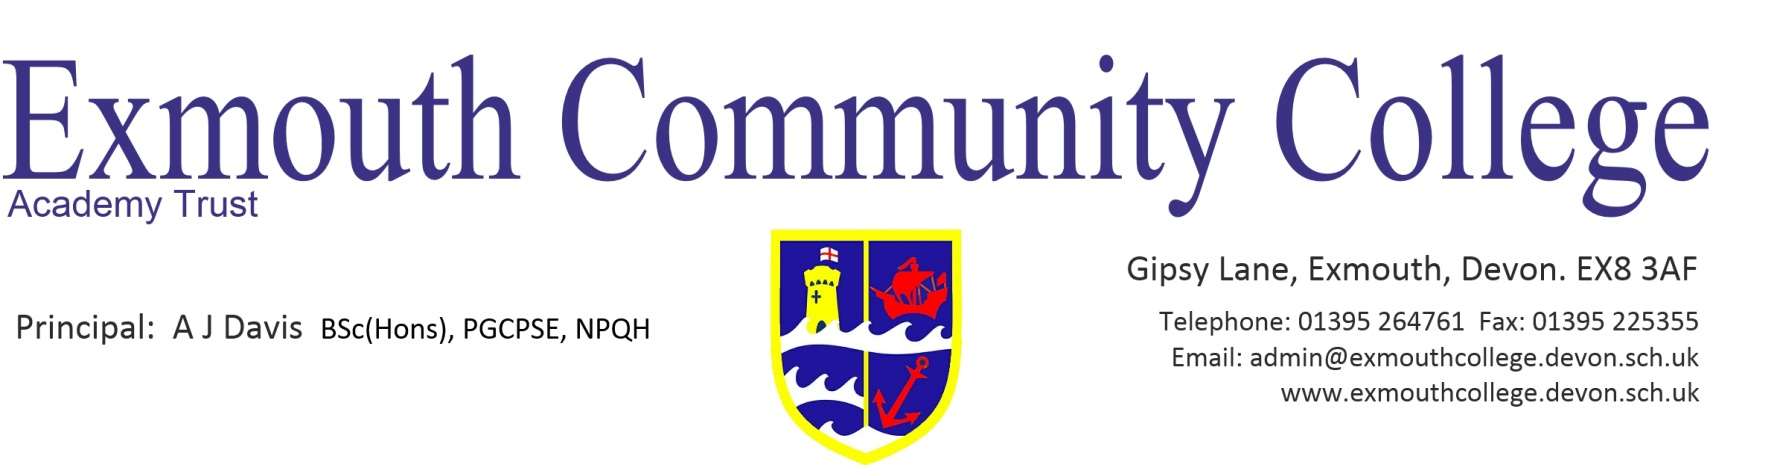 Exmouth Community College
Academy Trust
Gipsy Lane, Exmouth, Devon. EX8 3AF
Principal:  A J Davis  BSc(Hons), PGCPSE, NPQH
Telephone: 01395 264761  Fax: 01395 225355
Email: admin@exmouthcollege.devon.sch.uk
www.exmouthcollege.devon.sch.uk